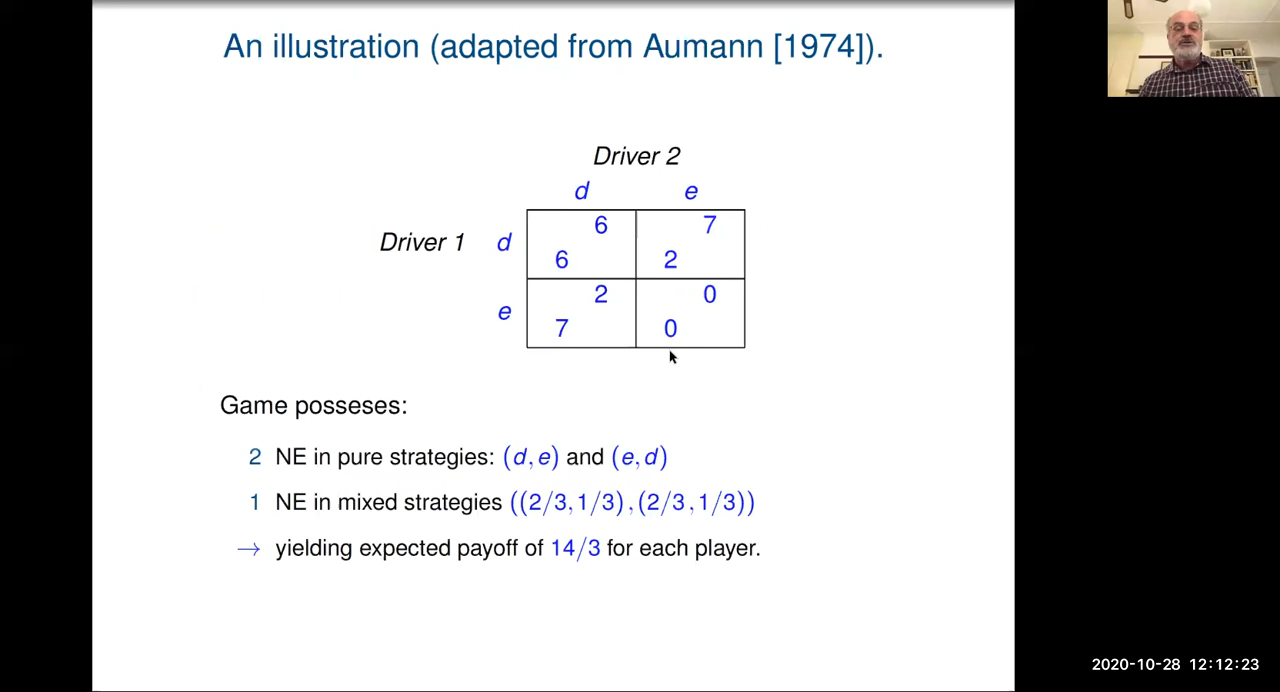 An illustration (adapted from Aumann [1974]).
Driver 2
d e
6 7
Driver 1 d
6 2
2 0
e
7 0
Game posseses:
2 NE in pure strategies: (d, e) and (e, d)
1 NE in mixed strategies ((2/3, 1/3), (2/3, 1/3))
→ yielding expected payoff of 14/3 for each player.
2020-10-28 12:12:23